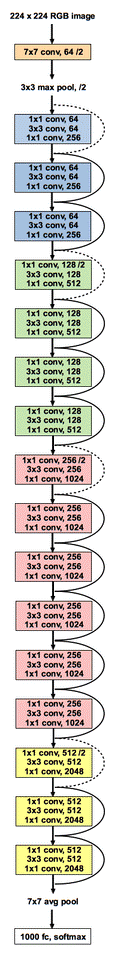 224 x 224 RGB image
7x7 conv, 64 /2
3x3 max pool, /2
1x1 conv, 64
3x3 conv, 64
1x1 conv, 256
1x1 conv, 64
3x3 conv, 64
1x1 conv, 256
1x1 conv, 64
3x3 conv, 64
1x1 conv, 256
1x1 conv, 128 /2
3x3 conv, 128
1x1 conv, 512
1x1 conv, 128
3x3 conv, 128
1x1 conv, 512
1x1 conv, 128
3x3 conv, 128
1x1 conv, 512
1x1 conv, 128
3x3 conv, 128
1x1 conv, 512
1x1 conv, 256 /2
3x3 conv, 256
1x1 conv, 1024
1x1 conv, 256
3x3 conv, 256
1x1 conv, 1024
1x1 conv, 256
3x3 conv, 256
1x1 conv, 1024
1x1 conv, 256
3x3 conv, 256
1x1 conv, 1024
1x1 conv, 256
3x3 conv, 256
1x1 conv, 1024
1x1 conv, 256
3x3 conv, 256
1x1 conv, 1024
1x1 conv, 512 /2
3x3 conv, 512
1x1 conv, 2048
1x1 conv, 512
3x3 conv, 512
1x1 conv, 2048
1x1 conv, 512
3x3 conv, 512
1x1 conv, 2048
7x7 avg pool
1000 fc, softmax